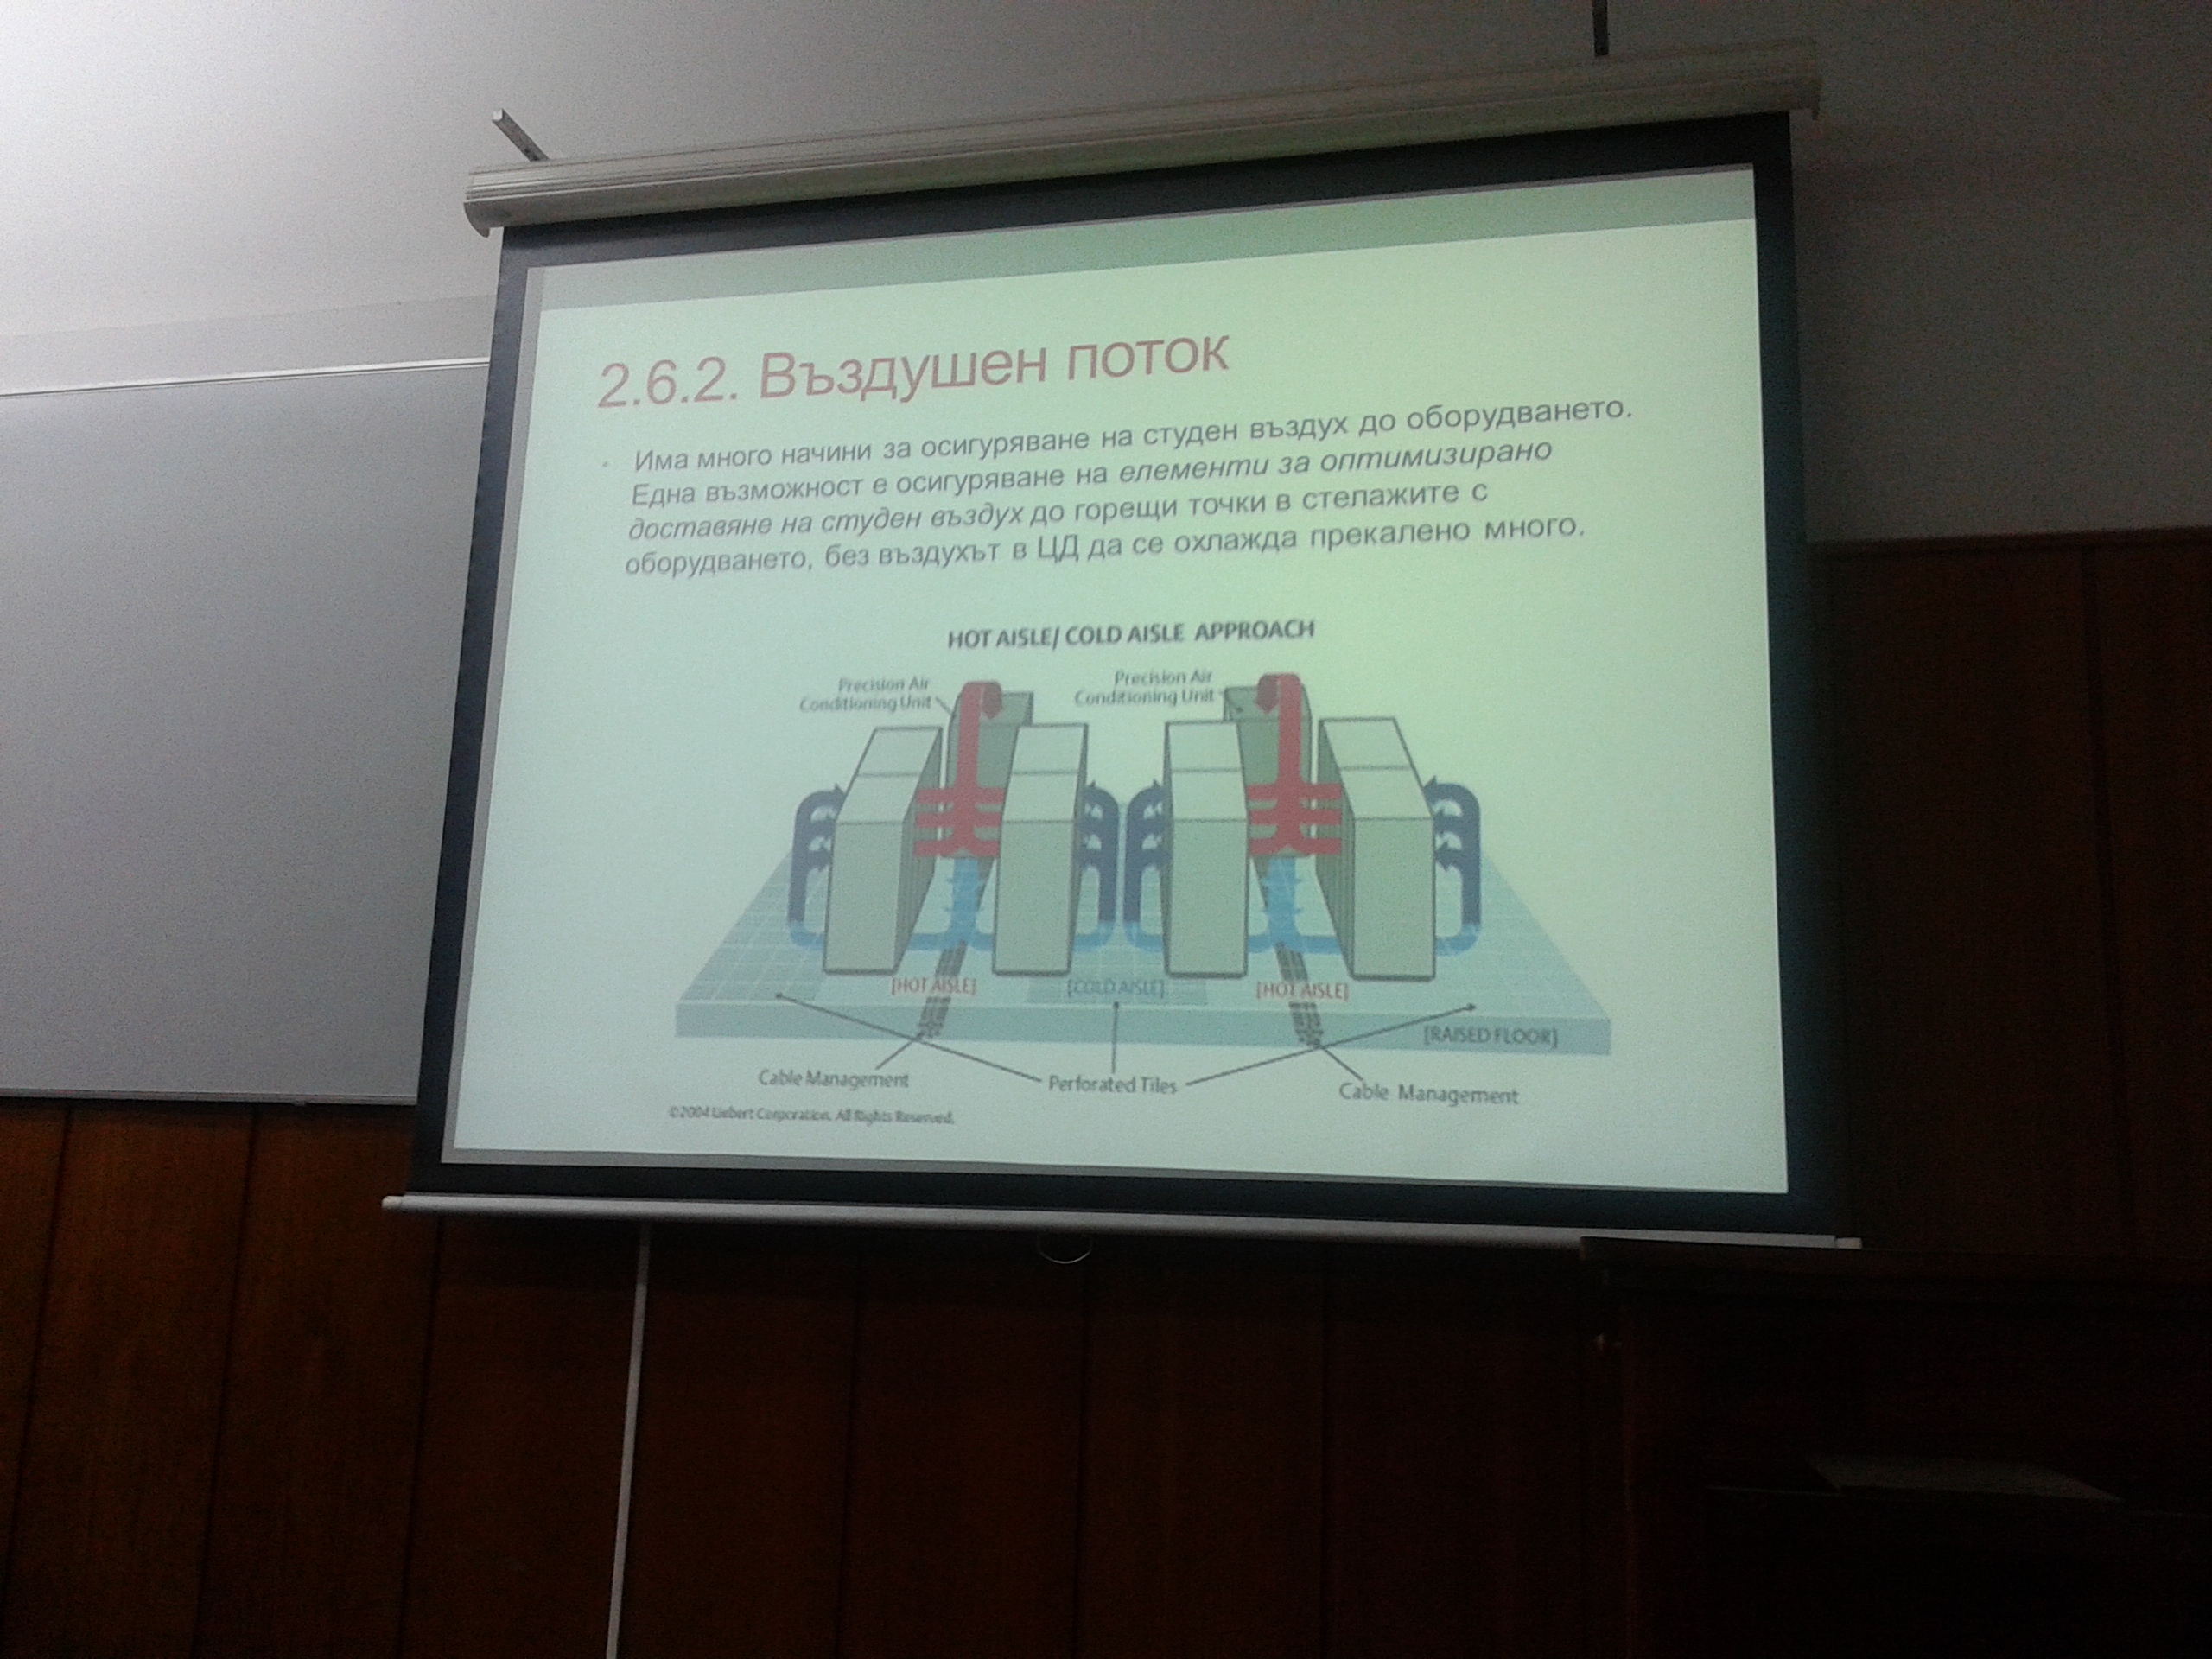 2.6.2. Въздушен поток
• Има много начини за осигуряване на студен въздух до оборудването.
Една възможност е осигуряване на елементи за оптимизирано
доставяне на студен въздух до горещи точки в стелажите с
оборудването, без въздухът в ЦД да се охлажда прекалено много.
HOT AISLE/ COLD AISLE APPROACH
Precision Air
Conditioning Unit
Precision Air
Conditioning Unit
[HOT AISLE]
[COLD AISLE]
[HOT AISLE]
[RAISED FLOOR]
Cable Management
Perforated Tiles
Cable Management
©2004 Liebert Corporation. All Rights Reserved.